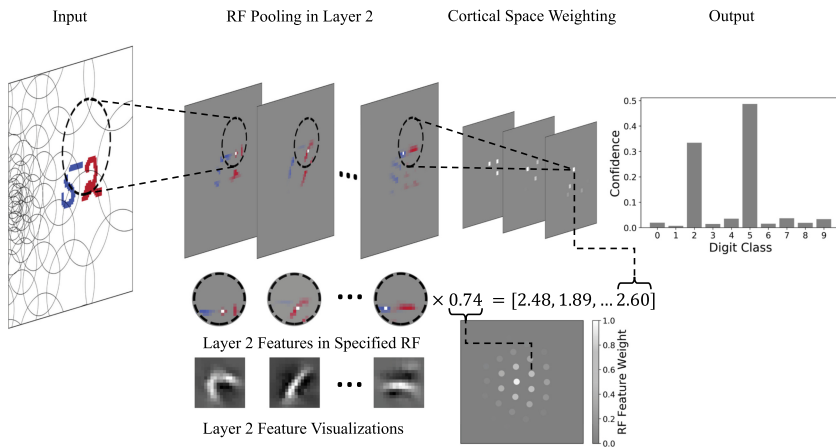 Input RF Pooling in Layer 2 Cortical Space Weighting Output
52
0.5
0.4
0.3
0.2
0.1
0.0
Confidence
0 1 2 3 4 5 6 7 8 9
Digit Class
× 0.74 = [2.48, 1.89, ... 2.60]
Layer 2 Features in Specified RF
Layer 2 Feature Visualizations
1.0
0.8
0.6
0.4
0.2
0.0
RF Feature Weight